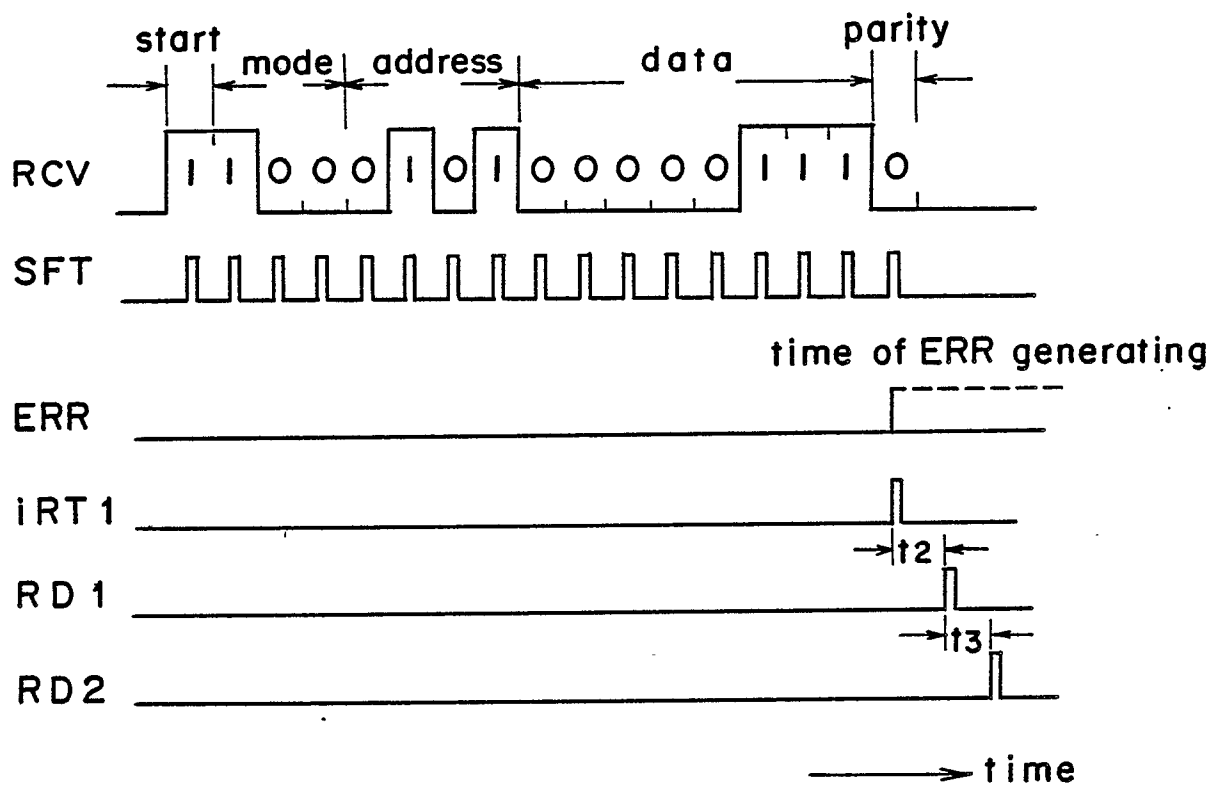 start
mode address data parity
RCV 1 1 0 0 0 1 0 1 0 0 0 0 0 1 1 1 0
SFT
time of ERR generating
ERR
iRT1
t2
RD1
t3
RD2
time